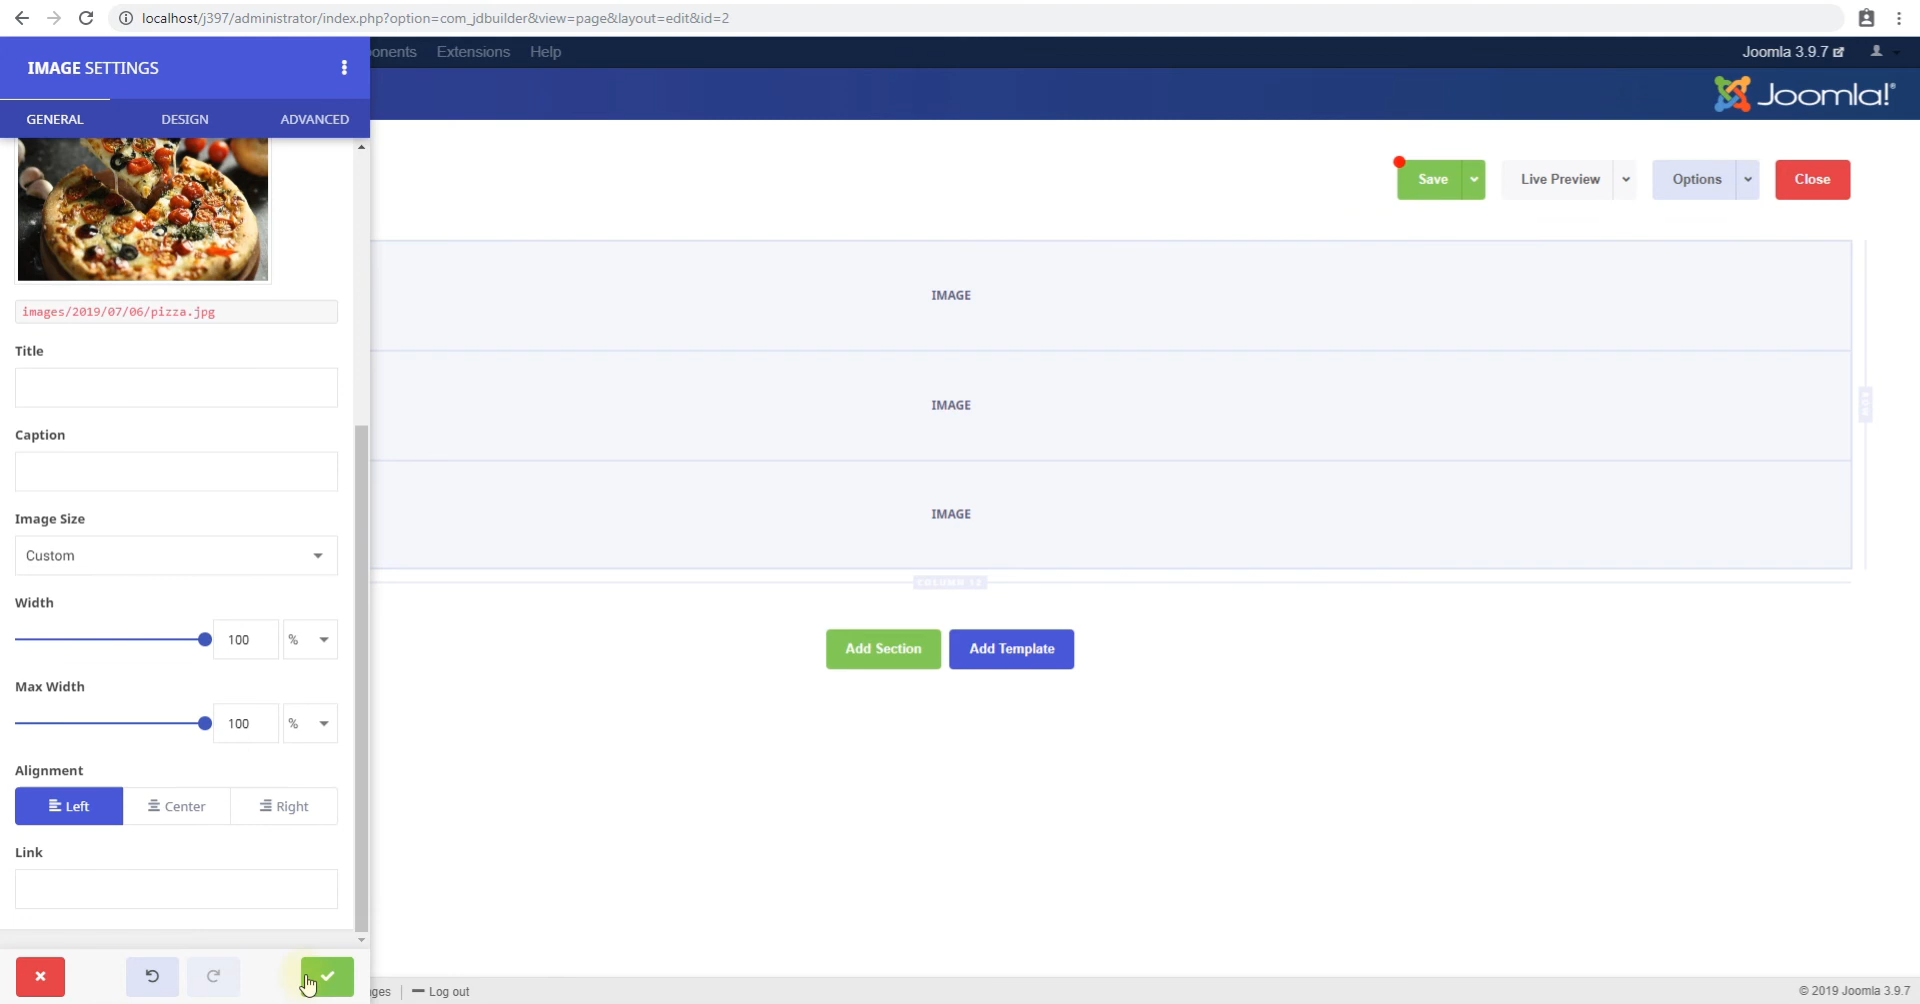 localhost/j397/administrator/index.php?option=com_jdbuilder&view=page&layout=edit&id=2
IMAGE SETTINGS
onents Extensions Help
Joomla 3.9.7
Joomla!®
GENERAL DESIGN ADVANCED
Save Live Preview Options Close
images/2019/07/06/pizza.jpg
Title
Caption
Image Size
Custom
Width
100 %
Max Width
100 %
Alignment
Left Center Right
Link
IMAGE
IMAGE
IMAGE
ROW
COLUMN 12
Add Section Add Template
ges Log out
© 2019 Joomla 3.9.7